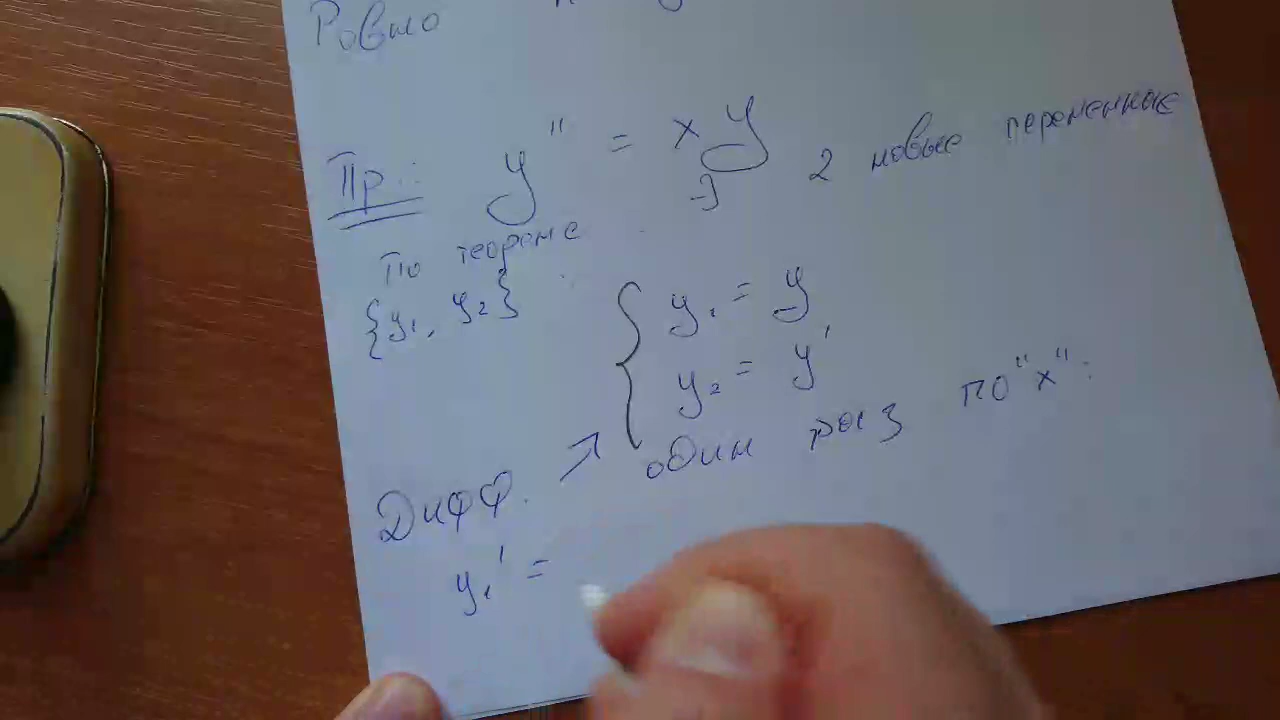 Ровно
Пр.: y'' = xy 2 новые переменные
По теореме
{y₁, y₂} { y₁ = y
y₂ = y'
Дифф. ↗ один раз по "x":
y₁' =